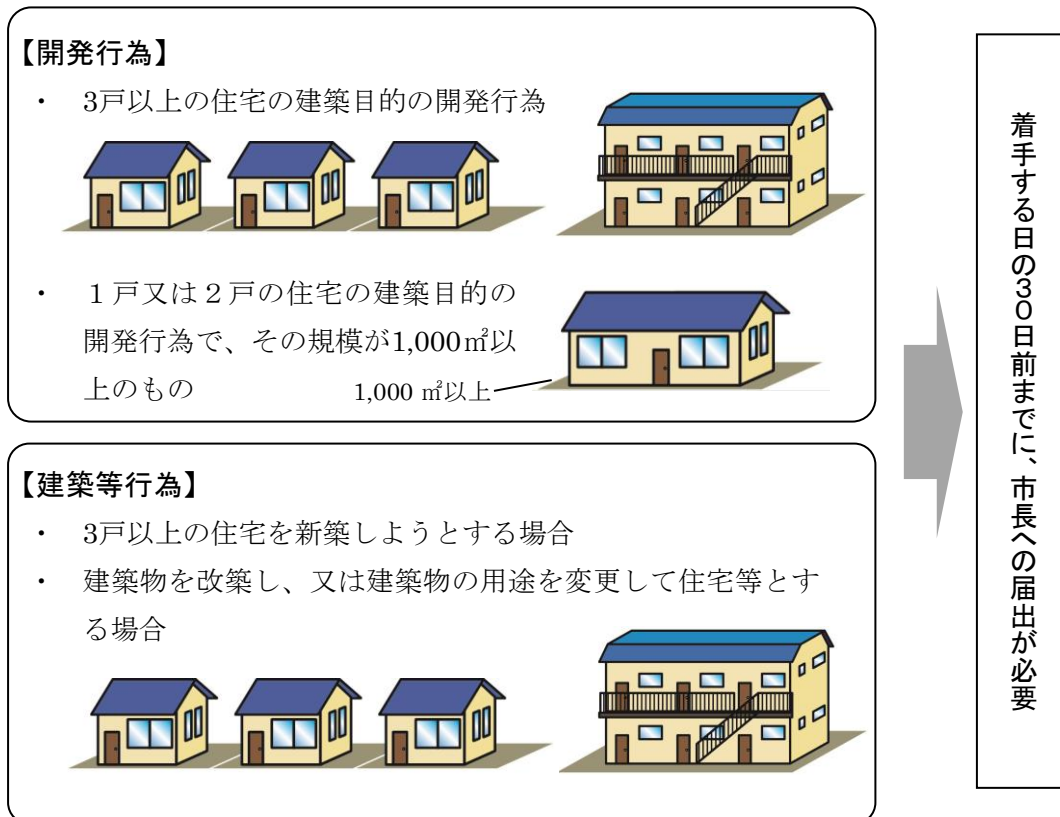 【開発行為】
・ 3戸以上の住宅の建築目的の開発行為
・ １戸又は２戸の住宅の建築目的の
開発行為で、その規模が1,000㎡以
上のもの
1,000 ㎡以上
【建築等行為】
・ 3戸以上の住宅を新築しようとする場合
・ 建築物を改築し、又は建築物の用途を変更して住宅等とす
る場合
着手する日の３０日前までに、市長への届出が必要